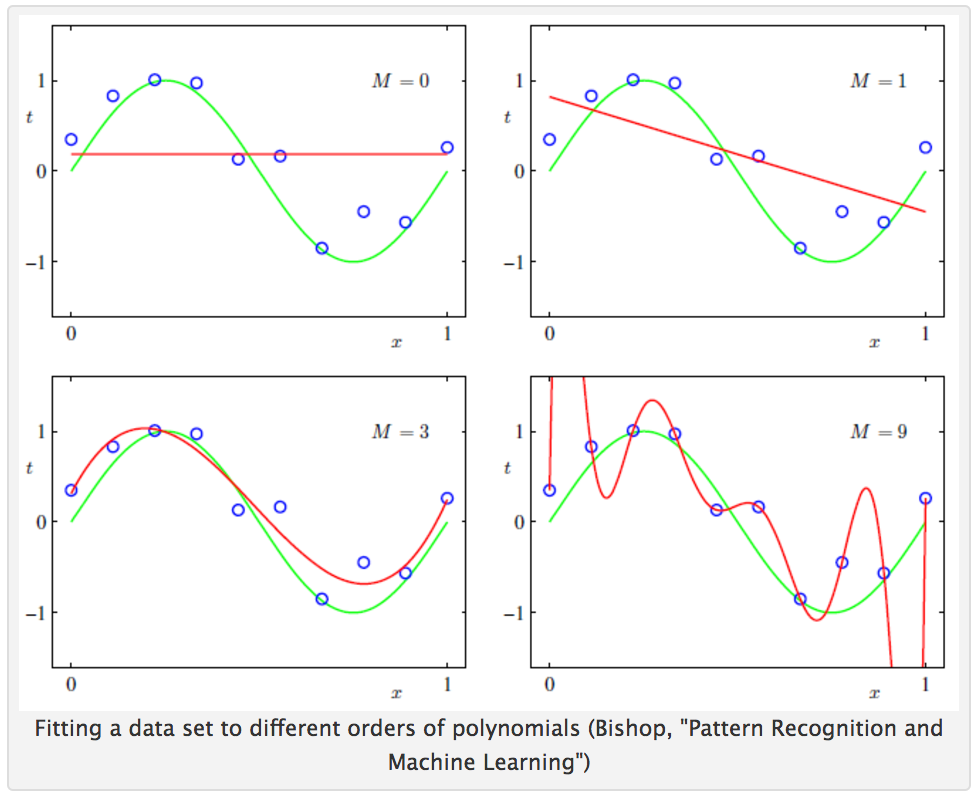 M = 0
1
t
0
−1
0
x
1
M = 1
1
t
0
−1
0
x
1
M = 3
1
t
0
−1
0
x
1
M = 9
1
t
0
−1
0
x
1
Fitting a data set to different orders of polynomials (Bishop, "Pattern Recognition and
Machine Learning")